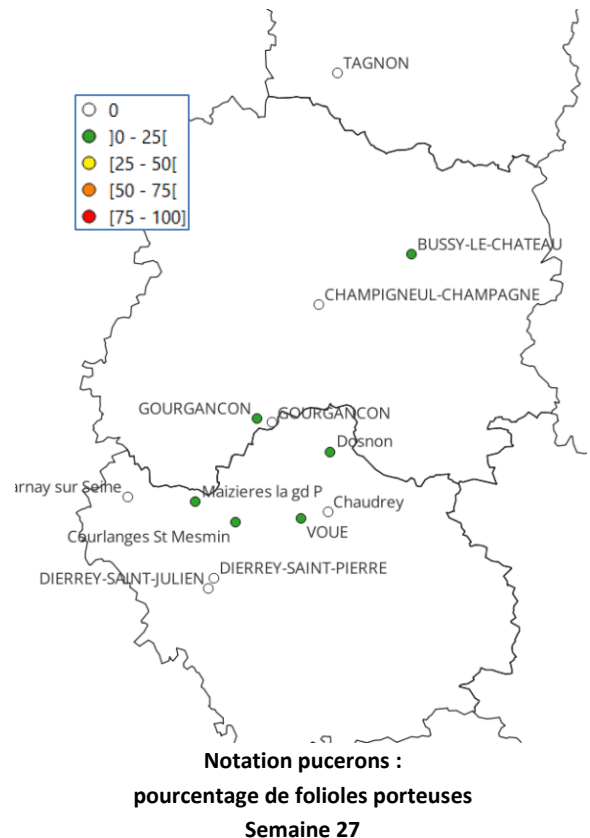 TAGNON
0
]0 - 25[
[25 - 50[
[50 - 75[
[75 - 100]
BUSSY-LE-CHATEAU
CHAMPIGNEUL-CHAMPAGNE
GOURGANCON
GOURGANCON
Dosnon
arnay sur Seine
Maizieres la gd P
Chaudrey
Courlanges St Mesmin
VOUE
DIERREY-SAINT-PIERRE
DIERREY-SAINT-JULIEN
Notation pucerons :
pourcentage de folioles porteuses
Semaine 27